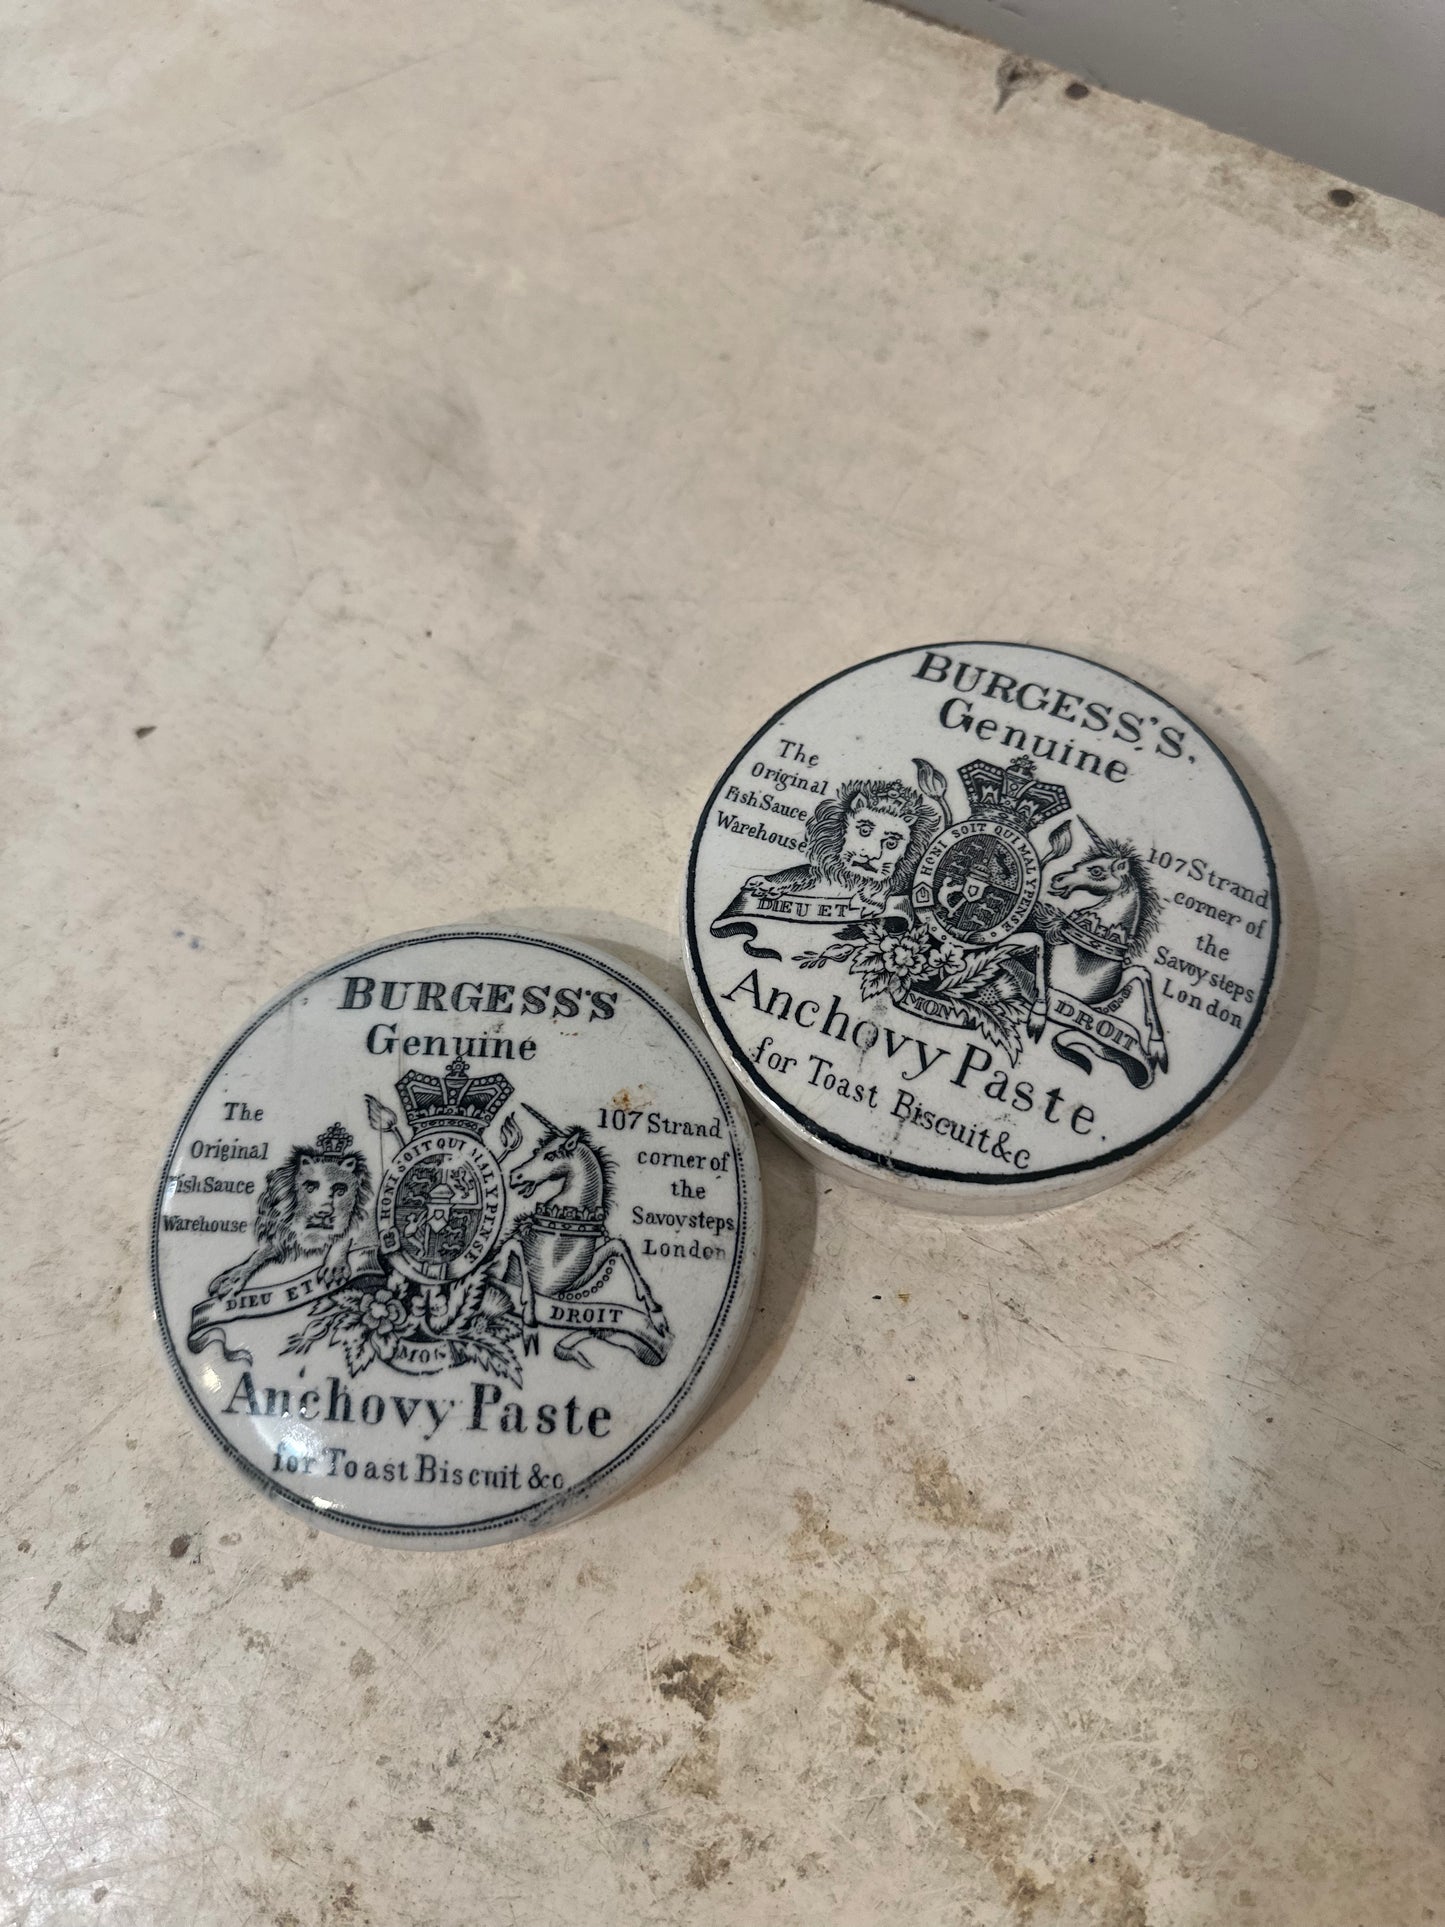 BURGESS'S
Genuine
The
Original
Fish Sauce
Warehouse
107 Strand
corner of
the
Savoy steps
London
HONI SOIT QUI MAL Y PENSE
DIEU ET
MON
DROIT
Anchovy Paste
for Toast Biscuit &c
BURGESS'S.
Genuine
The
Original
Fish Sauce
Warehouse
107 Strand
corner of
the
Savoy steps
London
HONI SOIT QUI MAL Y PENSE
DIEU ET
MON
DROIT
Anchovy Paste.
for Toast Biscuit &c